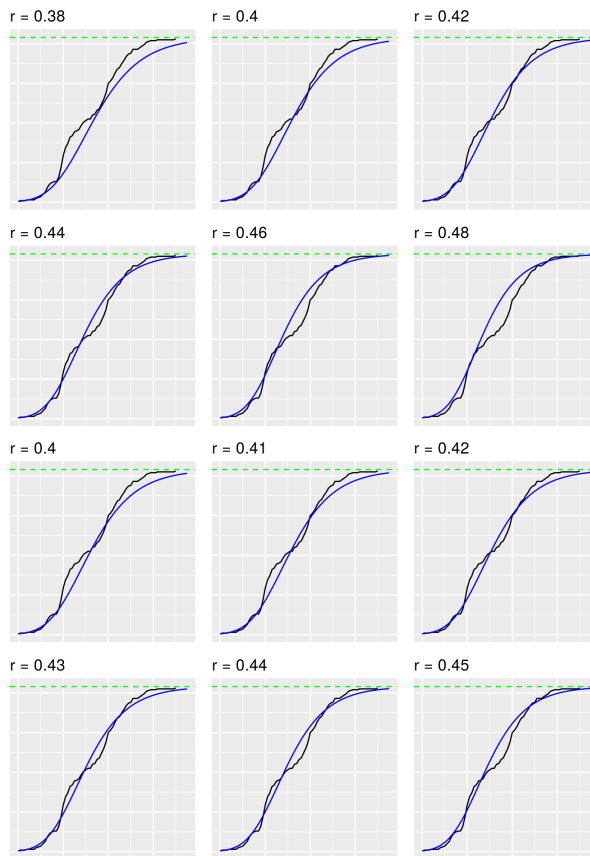 r = 0.38
r = 0.4
r = 0.42
r = 0.44
r = 0.46
r = 0.48
r = 0.4
r = 0.41
r = 0.42
r = 0.43
r = 0.44
r = 0.45